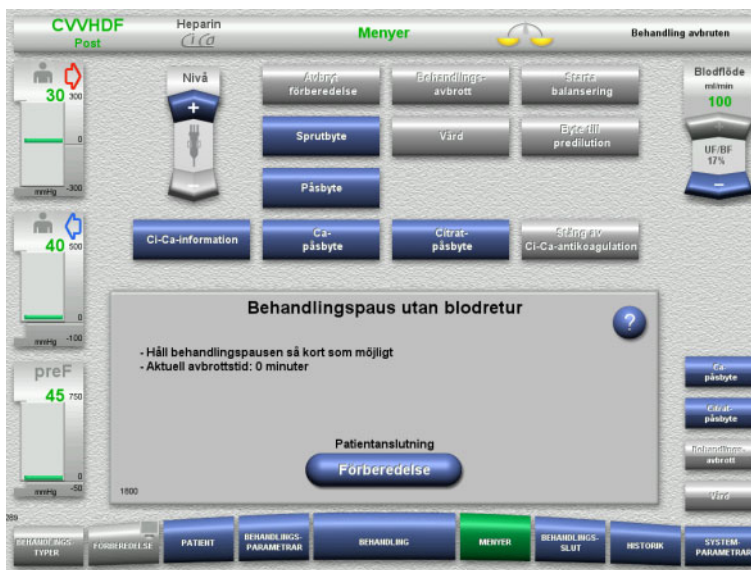 CVVHDF
Post
Heparin
Ci Ca
Menyer
Behandling avbruten
30 300
0
mmHg -300
40 500
0
mmHg -100
preF
45 750
0
mmHg -50
Nivå
+
−
Avbryt
förberedelse
Behandlings-
avbrott
Starta
balansering
Sprutbyte
Vård
Byte till
predilution
Påsbyte
Ci-Ca-information
Ca-
påsbyte
Citrat-
påsbyte
Stäng av
Ci-Ca-antikoagulation
Blodflöde
ml/min
100
+
UF/BF
17%
−
Behandlingspaus utan blodretur
?
- Håll behandlingspausen så kort som möjligt
- Aktuell avbrottstid: 0 minuter
Patientanslutning
Förberedelse
1600
Ca-
påsbyte
Citrat-
påsbyte
Behandlings-
avbrott
Vård
BEHANDLINGS-
TYPER
FÖRBEREDELSE
PATIENT
BEHANDLINGS-
PARAMETRAR
BEHANDLING
MENYER
BEHANDLINGS-
SLUT
HISTORIK
SYSTEM-
PARAMETRAR